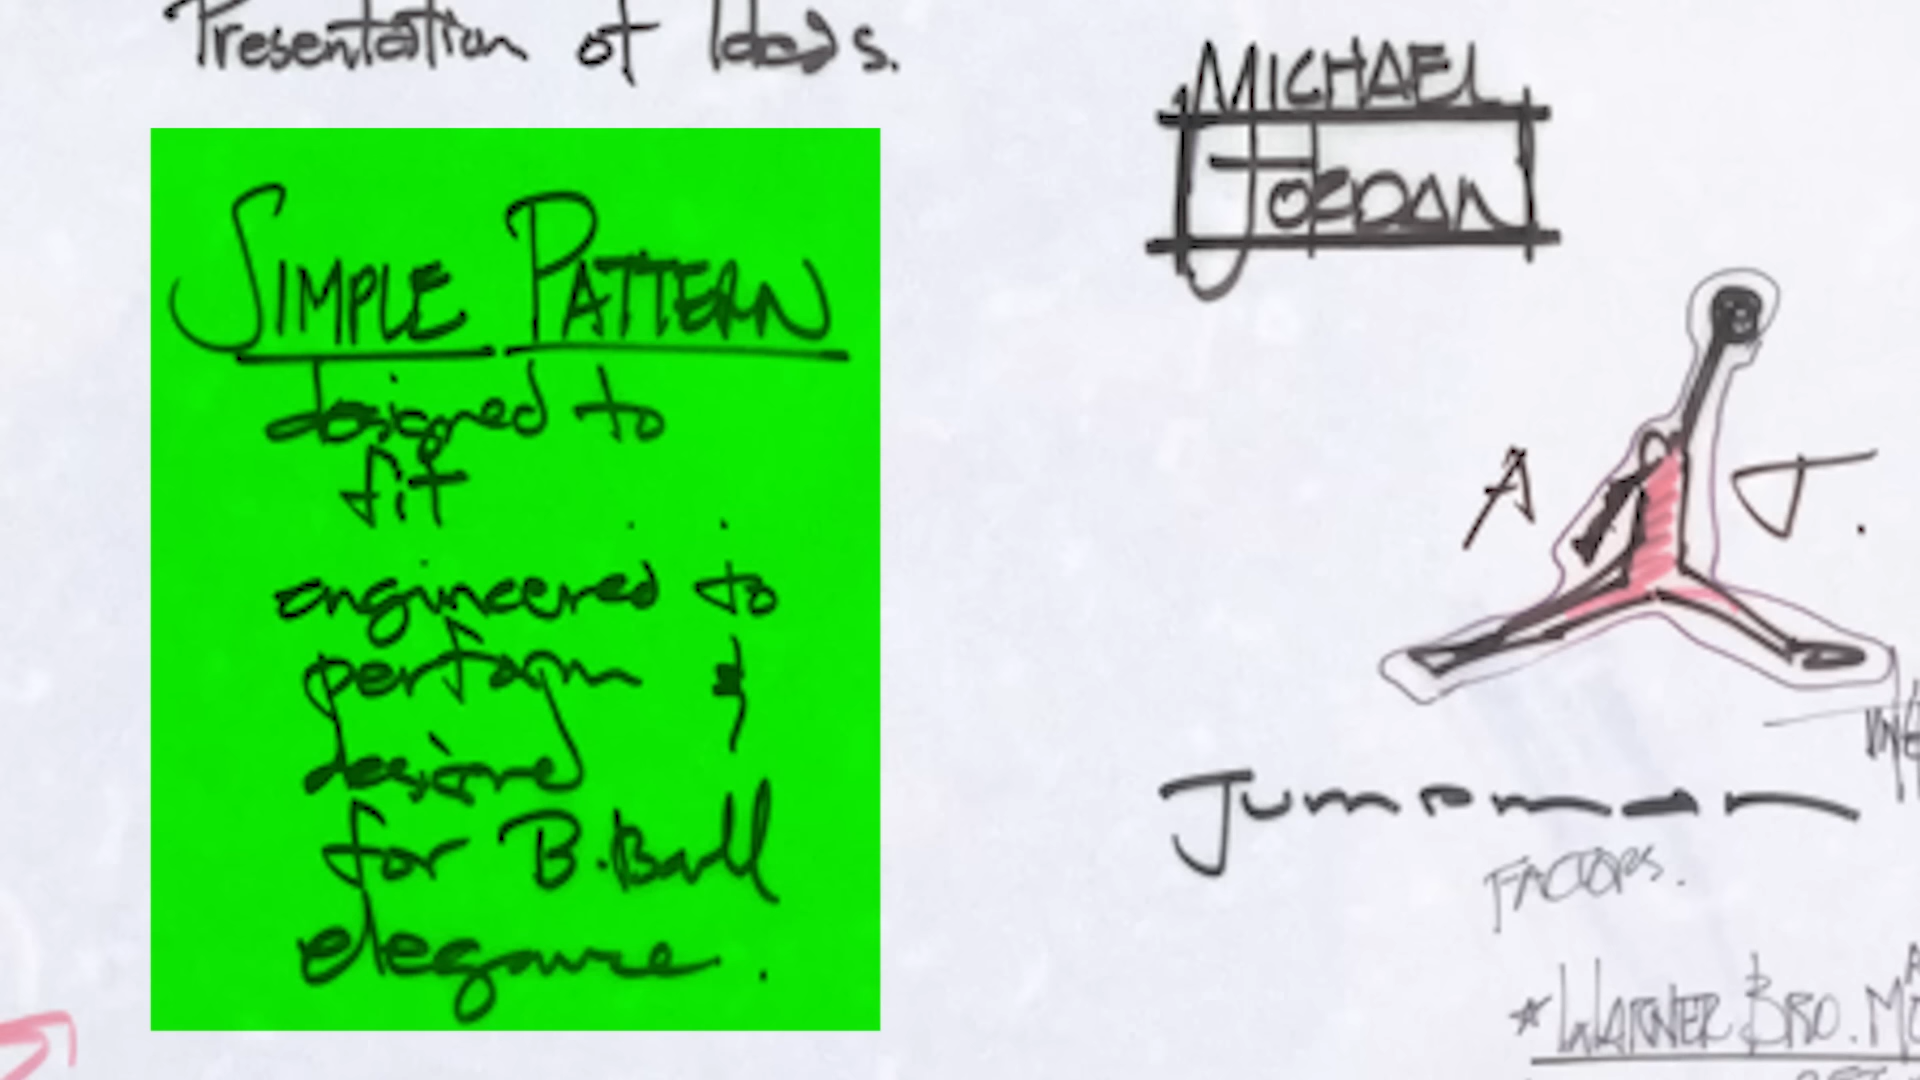 Presentation of Ideas.
SIMPLE PATTERN
designed to
fit
engineered to
perform &
designed
for B.Ball
elegance.
MICHAEL
JORDAN
A J.
Jumpman
FACTORS.
* WARNER BRO. MO